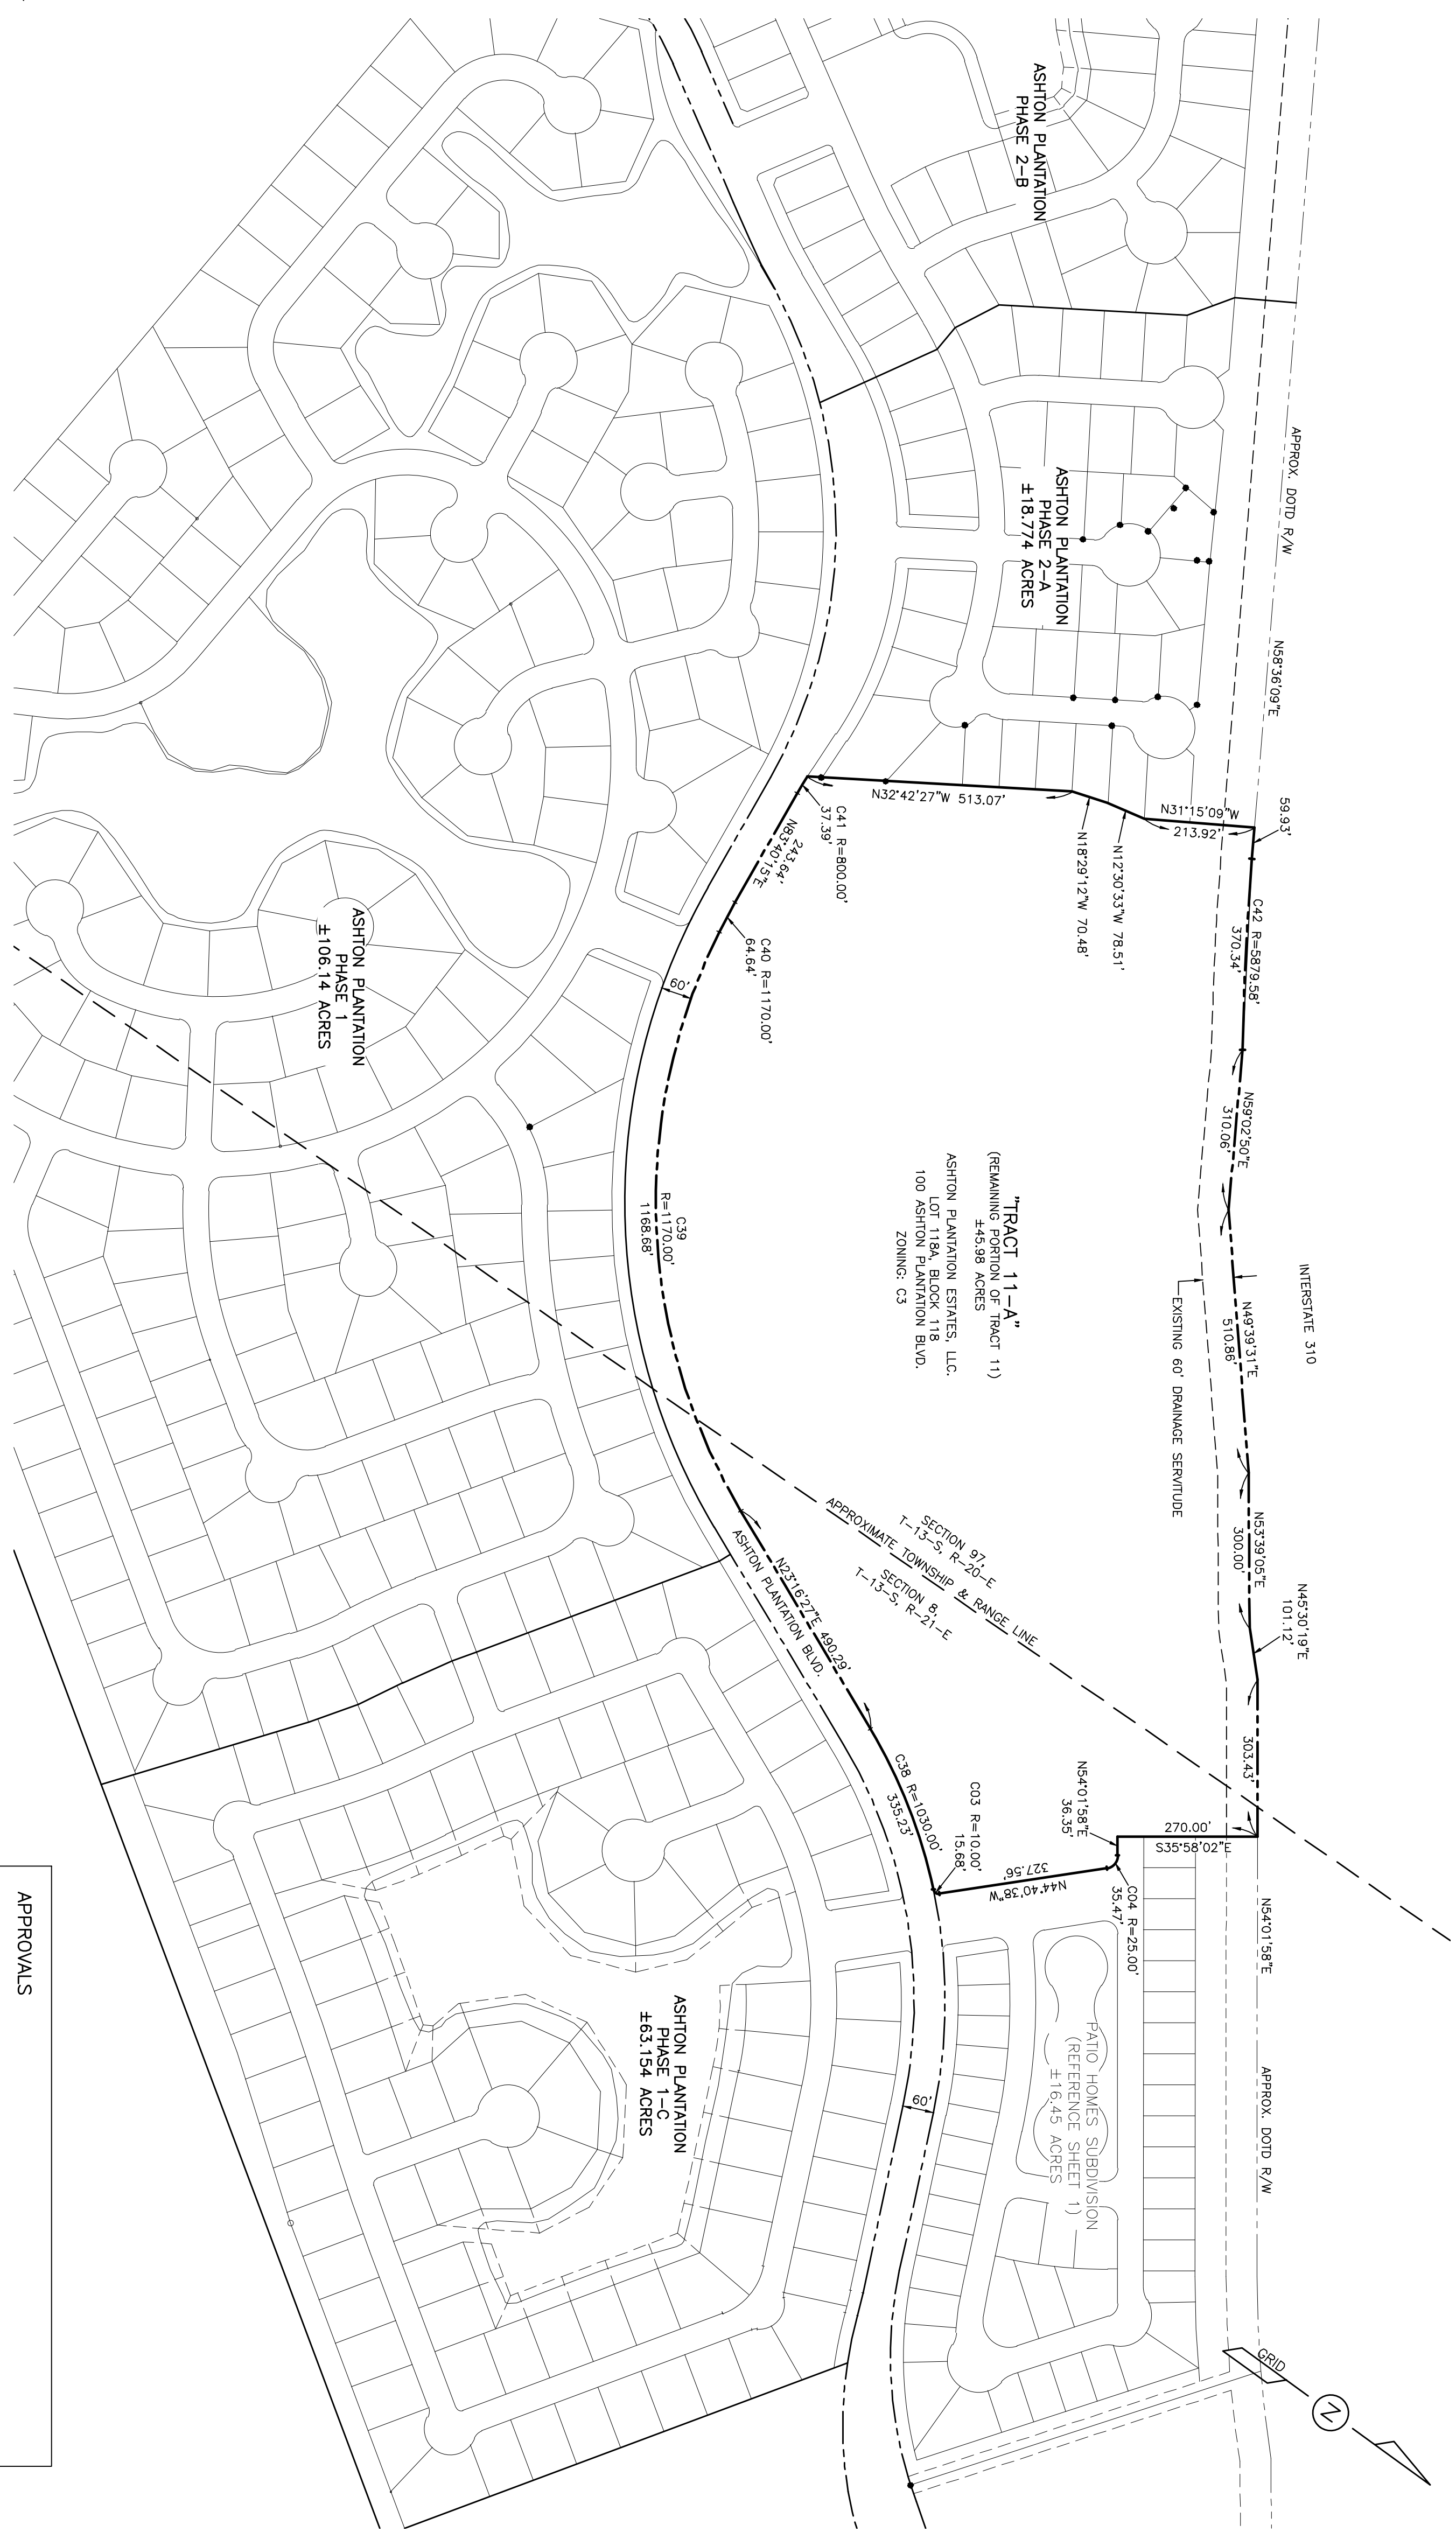 ASHTON PLANTATION
PHASE 2-B
APPROX. DOTD R/W
N58°36'09"E
ASHTON PLANTATION
PHASE 2-A
±18.774 ACRES
59.93'
N31°15'09"W
213.92'
N12°30'33"W 78.51'
N18°29'12"W 70.48'
N32°42'27"W 513.07'
C41 R=800.00'
37.39'
243.64'
N83°40'15"E
C40 R=1170.00'
64.64'
60'
C42 R=5879.58'
370.34'
N59°02'50"E
310.06'
INTERSTATE 310
N49°39'31"E
510.86'
EXISTING 60' DRAINAGE SERVITUDE
N53°39'05"E
300.00'
N45°30'19"E
101.12'
303.43'
"TRACT 11-A"
(REMAINING PORTION OF TRACT 11)
±45.98 ACRES
ASHTON PLANTATION ESTATES, LLC.
LOT 118A, BLOCK 118
100 ASHTON PLANTATION BLVD.
ZONING: C3
C39
R=1170.00'
1168.68'
ASHTON PLANTATION
PHASE 1
±106.14 ACRES
SECTION 97,
T-13-S, R-20-E
APPROXIMATE TOWNSHIP & RANGE LINE
SECTION 8,
T-13-S, R-21-E
N23°16'27"E 490.29'
ASHTON PLANTATION BLVD.
C38 R=1030.00'
335.23'
C03 R=10.00'
15.68'
N54°01'58"E
36.35'
270.00'
S35°58'02"E
327.56'
N44°40'38"W
C04 R=25.00'
35.47'
N54°01'58"E
APPROX. DOTD R/W
PATIO HOMES SUBDIVISION
(REFERENCE SHEET 1)
±16.45 ACRES
60'
ASHTON PLANTATION
PHASE 1-C
±63.154 ACRES
GRID
N
APPROVALS